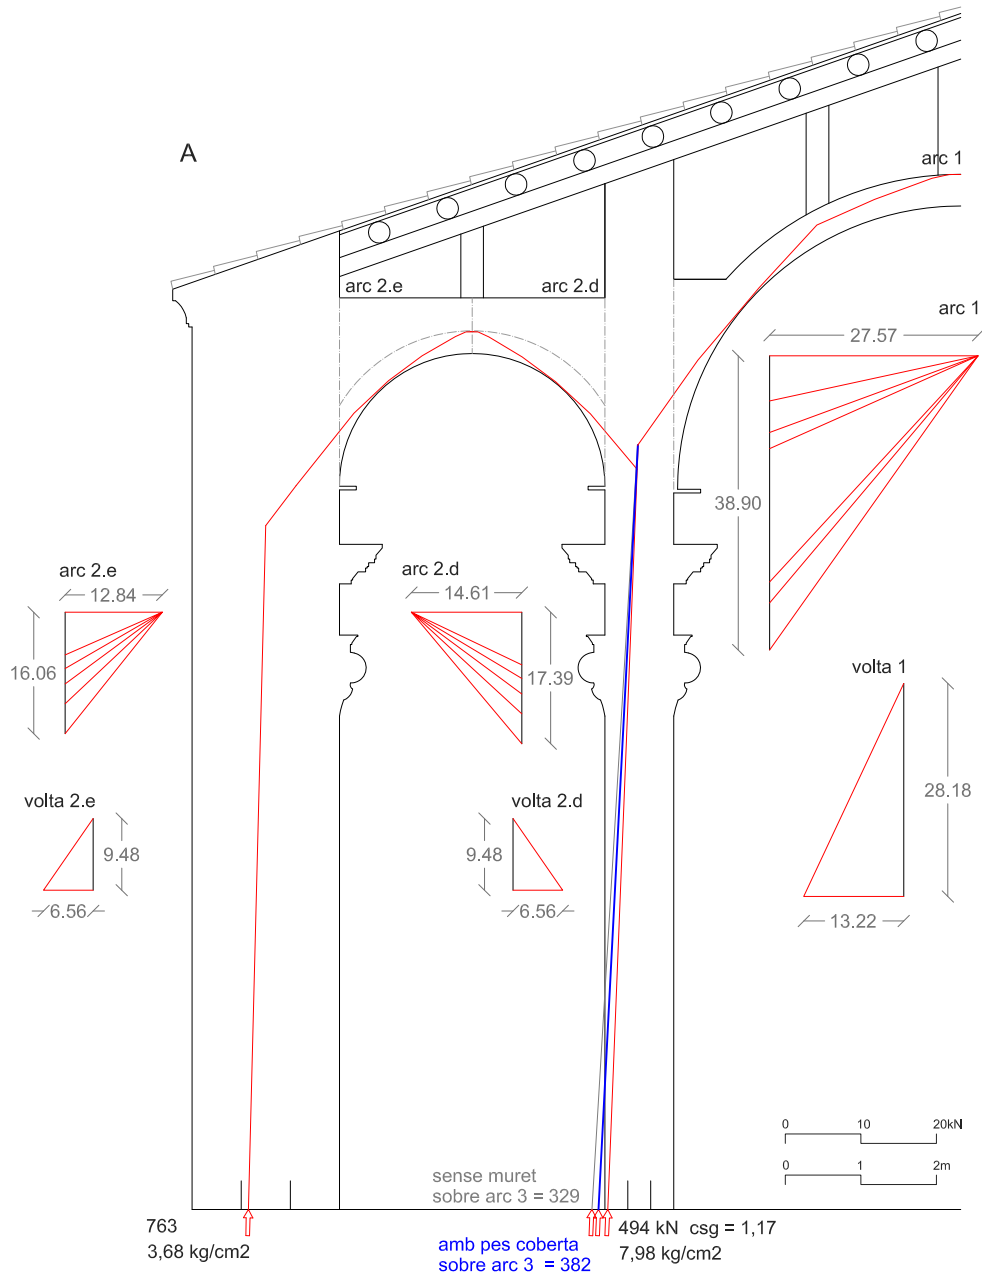 A
arc 1
arc 2.e
arc 2.d
arc 1
27.57
38.90
arc 2.e
12.84
16.06
arc 2.d
14.61
17.39
volta 1
28.18
13.22
volta 2.e
9.48
6.56
volta 2.d
9.48
6.56
0 10 20kN
0 1 2m
sense muret
sobre arc 3 = 329
763
3,68 kg/cm2
amb pes coberta
sobre arc 3 = 382
494 kN csg = 1,17
7,98 kg/cm2